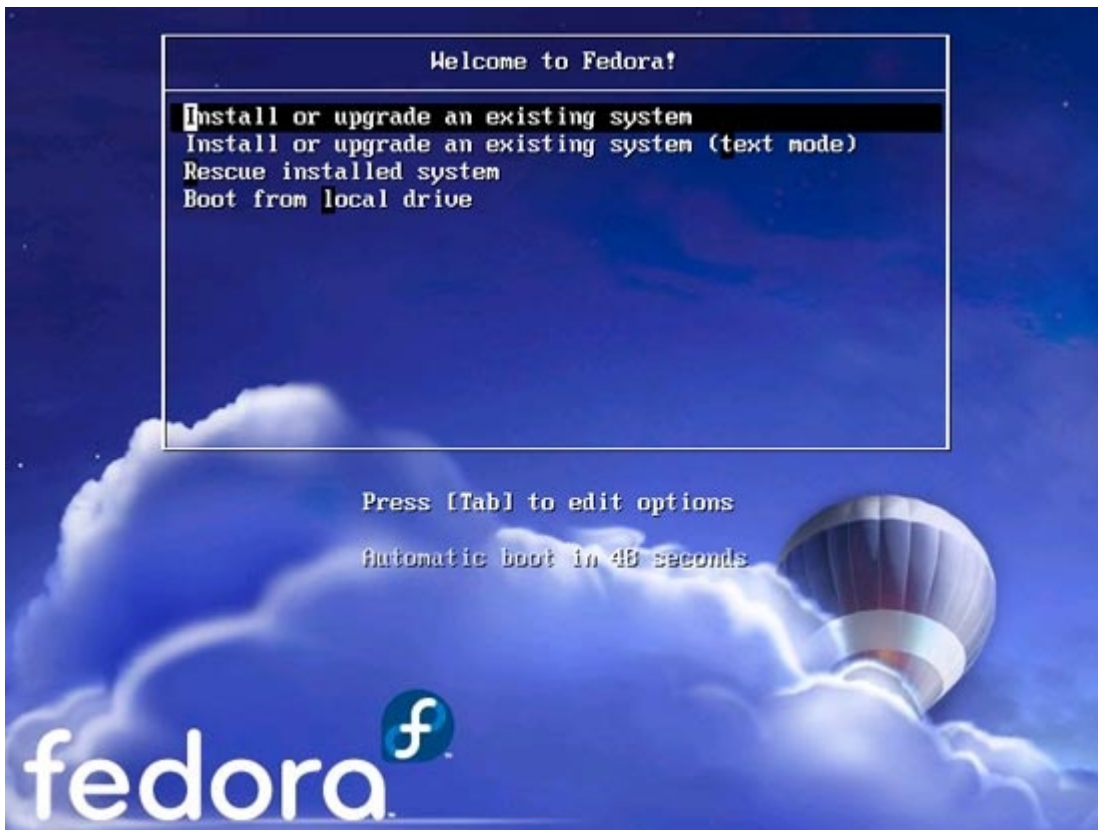 Welcome to Fedora!
Install or upgrade an existing system
Install or upgrade an existing system (text mode)
Rescue installed system
Boot from local drive
Press [Tab] to edit options
Automatic boot in 48 seconds
fedora
f
TM